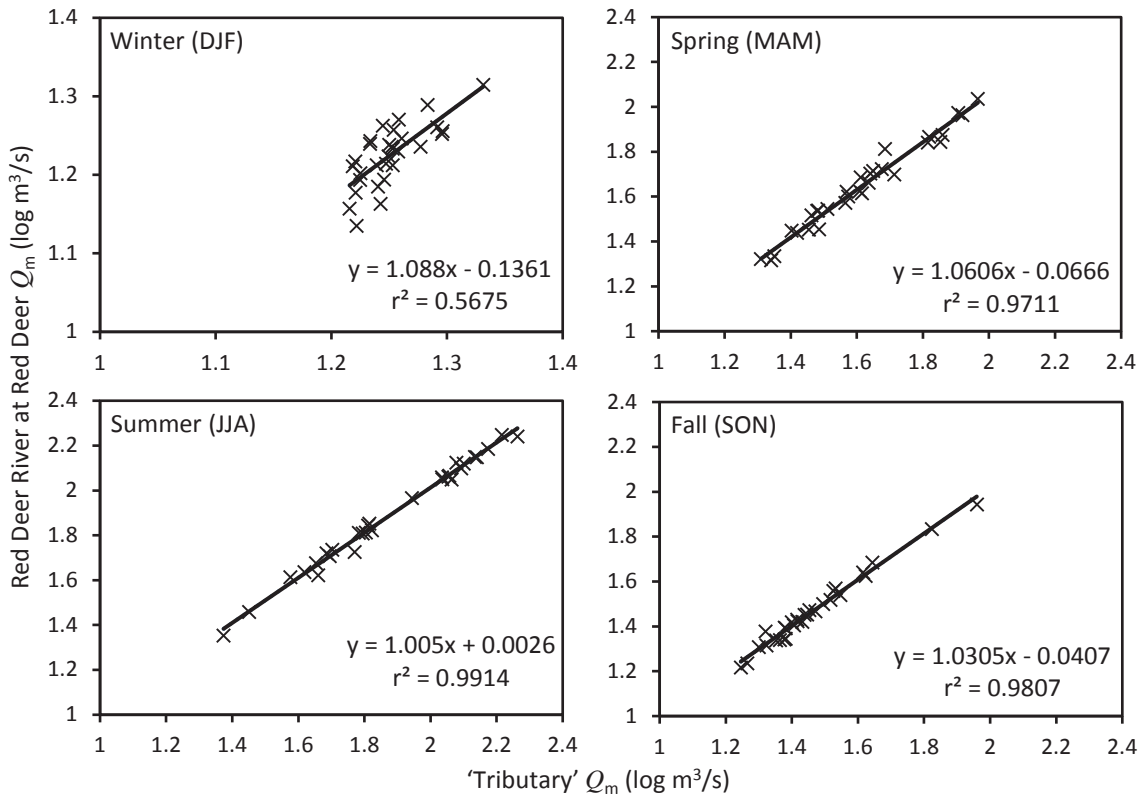 Red Deer River at Red Deer Qm (log m³/s)
Winter (DJF)
1.4
1.3
1.2
1.1
1
y = 1.088x - 0.1361
r² = 0.5675
1 1.1 1.2 1.3 1.4
Spring (MAM)
2.4
2.2
2
1.8
1.6
1.4
1.2
1
y = 1.0606x - 0.0666
r² = 0.9711
1 1.2 1.4 1.6 1.8 2 2.2 2.4
Summer (JJA)
2.4
2.2
2
1.8
1.6
1.4
1.2
1
y = 1.005x + 0.0026
r² = 0.9914
1 1.2 1.4 1.6 1.8 2 2.2 2.4
Fall (SON)
2.4
2.2
2
1.8
1.6
1.4
1.2
1
y = 1.0305x - 0.0407
r² = 0.9807
1 1.2 1.4 1.6 1.8 2 2.2 2.4
‘Tributary’ Qm (log m³/s)